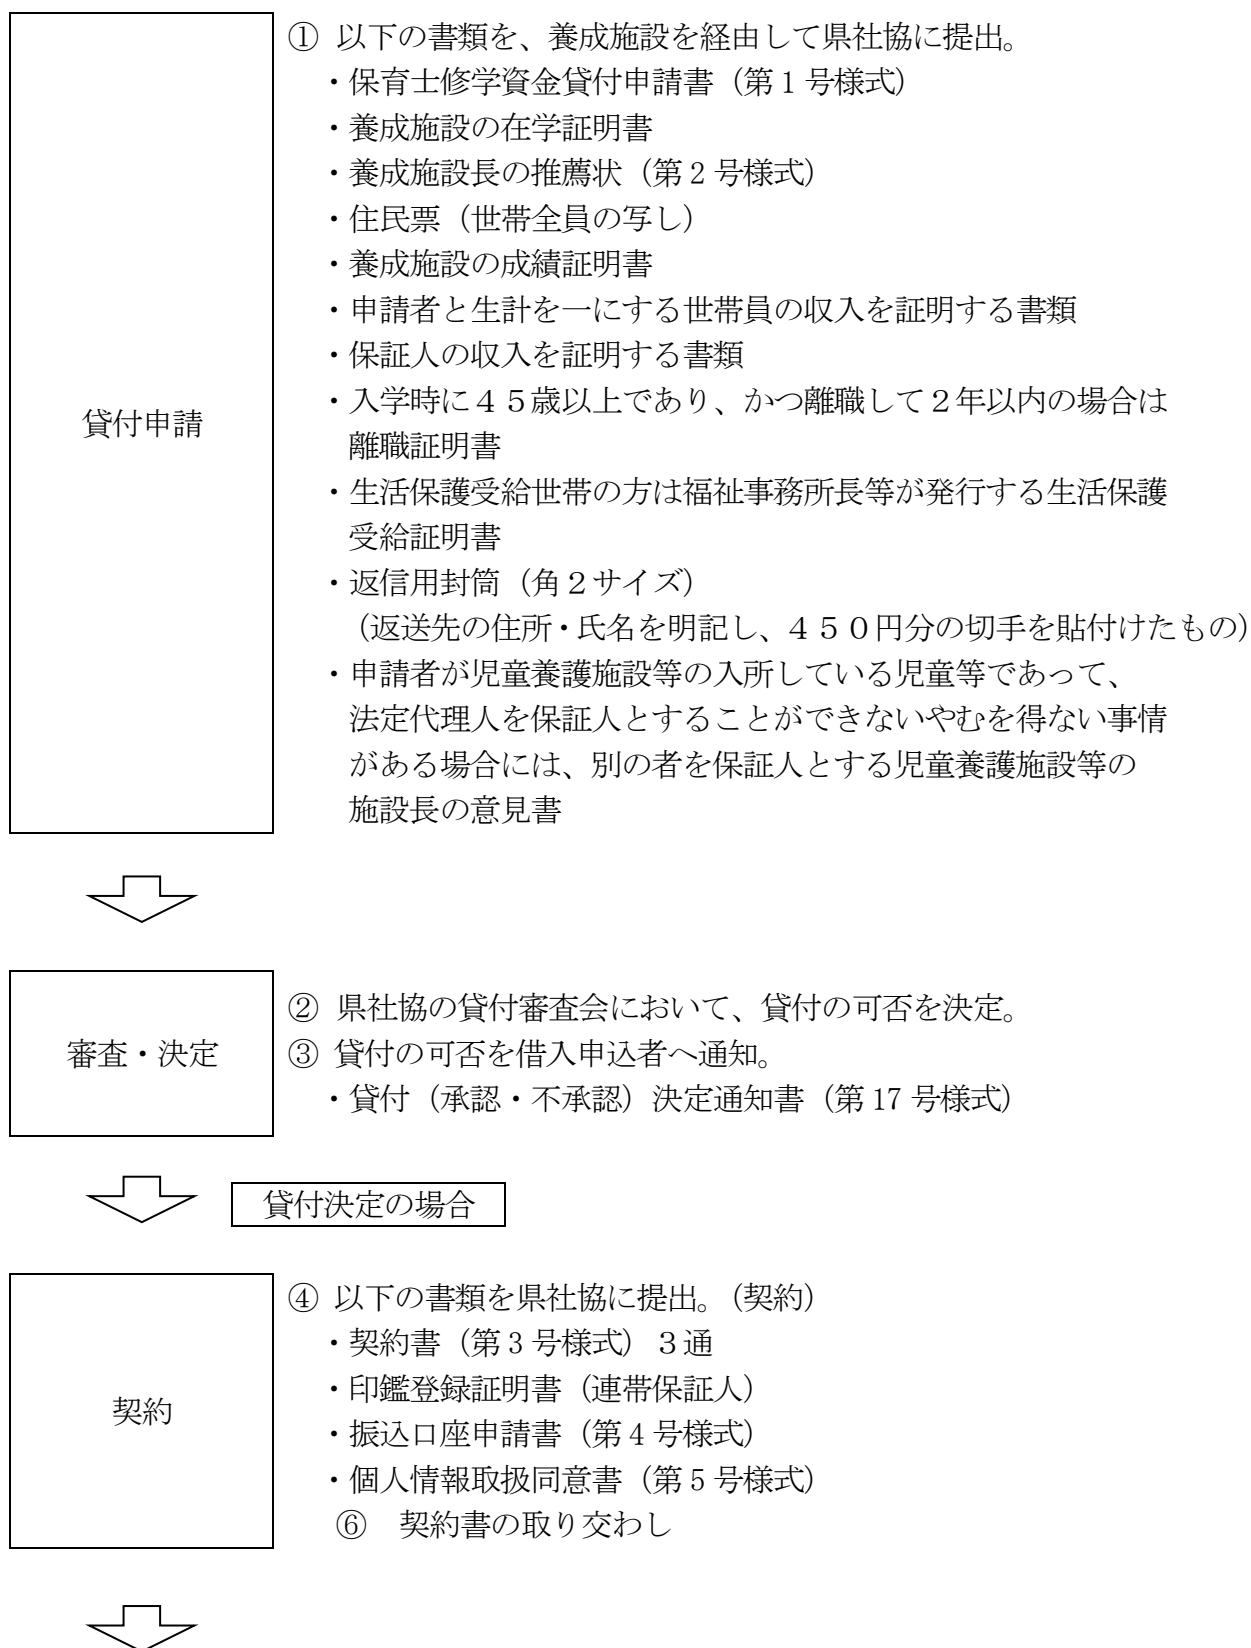 貸付申請
① 以下の書類を、養成施設を経由して県社協に提出。
・保育士修学資金貸付申請書（第１号様式）
・養成施設の在学証明書
・養成施設長の推薦状（第２号様式）
・住民票（世帯全員の写し）
・養成施設の成績証明書
・申請者と生計を一にする世帯員の収入を証明する書類
・保証人の収入を証明する書類
・入学時に４５歳以上であり、かつ離職して２年以内の場合は
離職証明書
・生活保護受給世帯の方は福祉事務所長等が発行する生活保護
受給証明書
・返信用封筒（角２サイズ）
（返送先の住所・氏名を明記し、４５０円分の切手を貼付けたもの）
・申請者が児童養護施設等の入所している児童等であって、
法定代理人を保証人とすることができないやむを得ない事情
がある場合には、別の者を保証人とする児童養護施設等の
施設長の意見書
審査・決定
② 県社協の貸付審査会において、貸付の可否を決定。
③ 貸付の可否を借入申込者へ通知。
・貸付（承認・不承認）決定通知書（第 17 号様式）
貸付決定の場合
契約
④ 以下の書類を県社協に提出。（契約）
・契約書（第３号様式）３通
・印鑑登録証明書（連帯保証人）
・振込口座申請書（第４号様式）
・個人情報取扱同意書（第５号様式）
⑥ 契約書の取り交わし